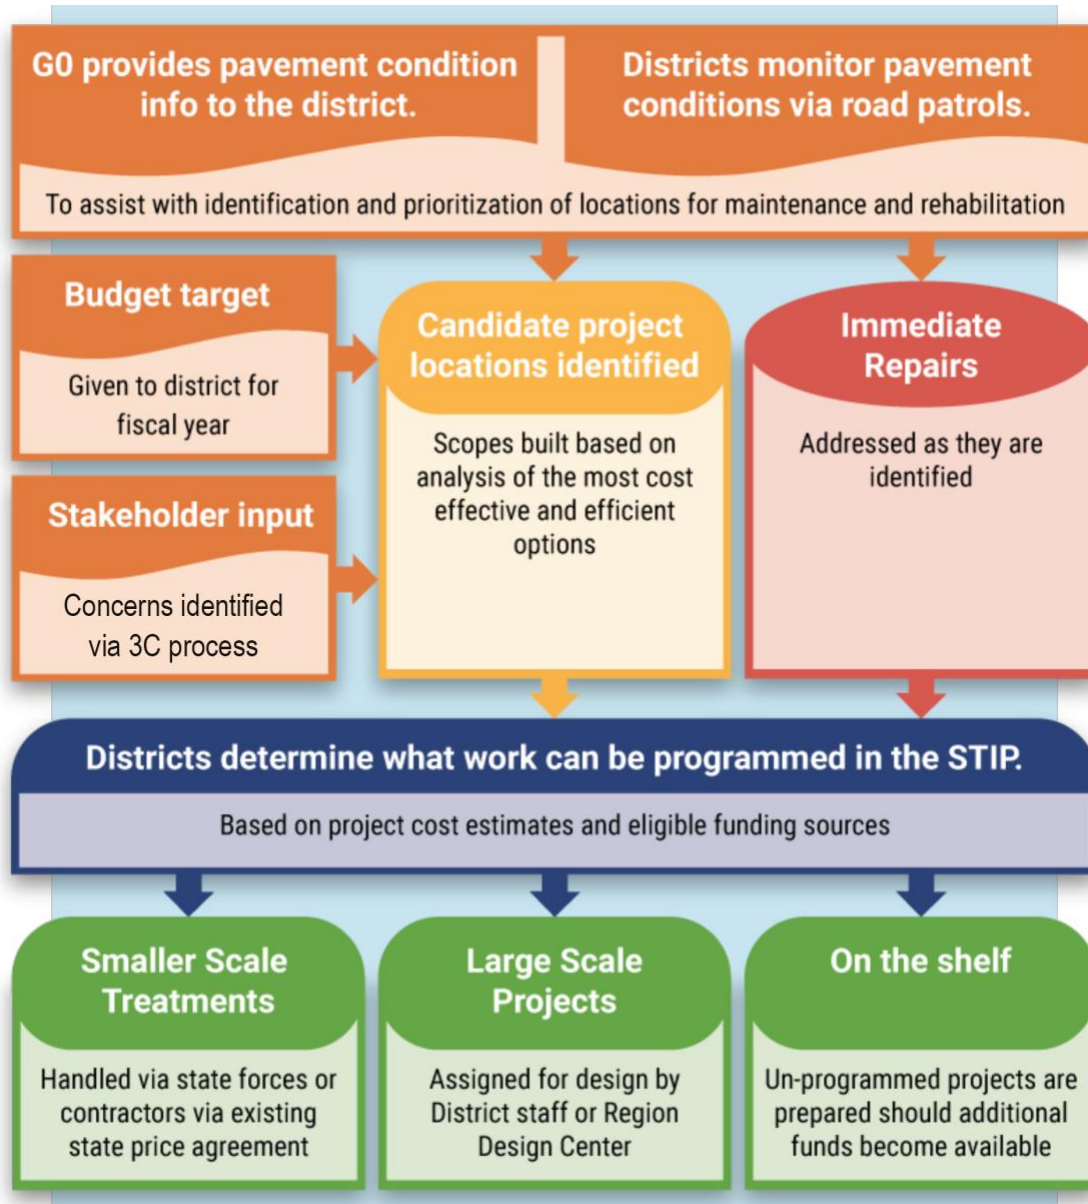 G0 provides pavement condition
info to the district.
Districts monitor pavement
conditions via road patrols.
To assist with identification and prioritization of locations for maintenance and rehabilitation
Budget target
Given to district for
fiscal year
Stakeholder input
Concerns identified
via 3C process
Candidate project
locations identified
Scopes built based on
analysis of the most cost
effective and efficient
options
Immediate
Repairs
Addressed as they are
identified
Districts determine what work can be programmed in the STIP.
Based on project cost estimates and eligible funding sources
Smaller Scale
Treatments
Handled via state forces or
contractors via existing
state price agreement
Large Scale
Projects
Assigned for design by
District staff or Region
Design Center
On the shelf
Un-programmed projects are
prepared should additional
funds become available